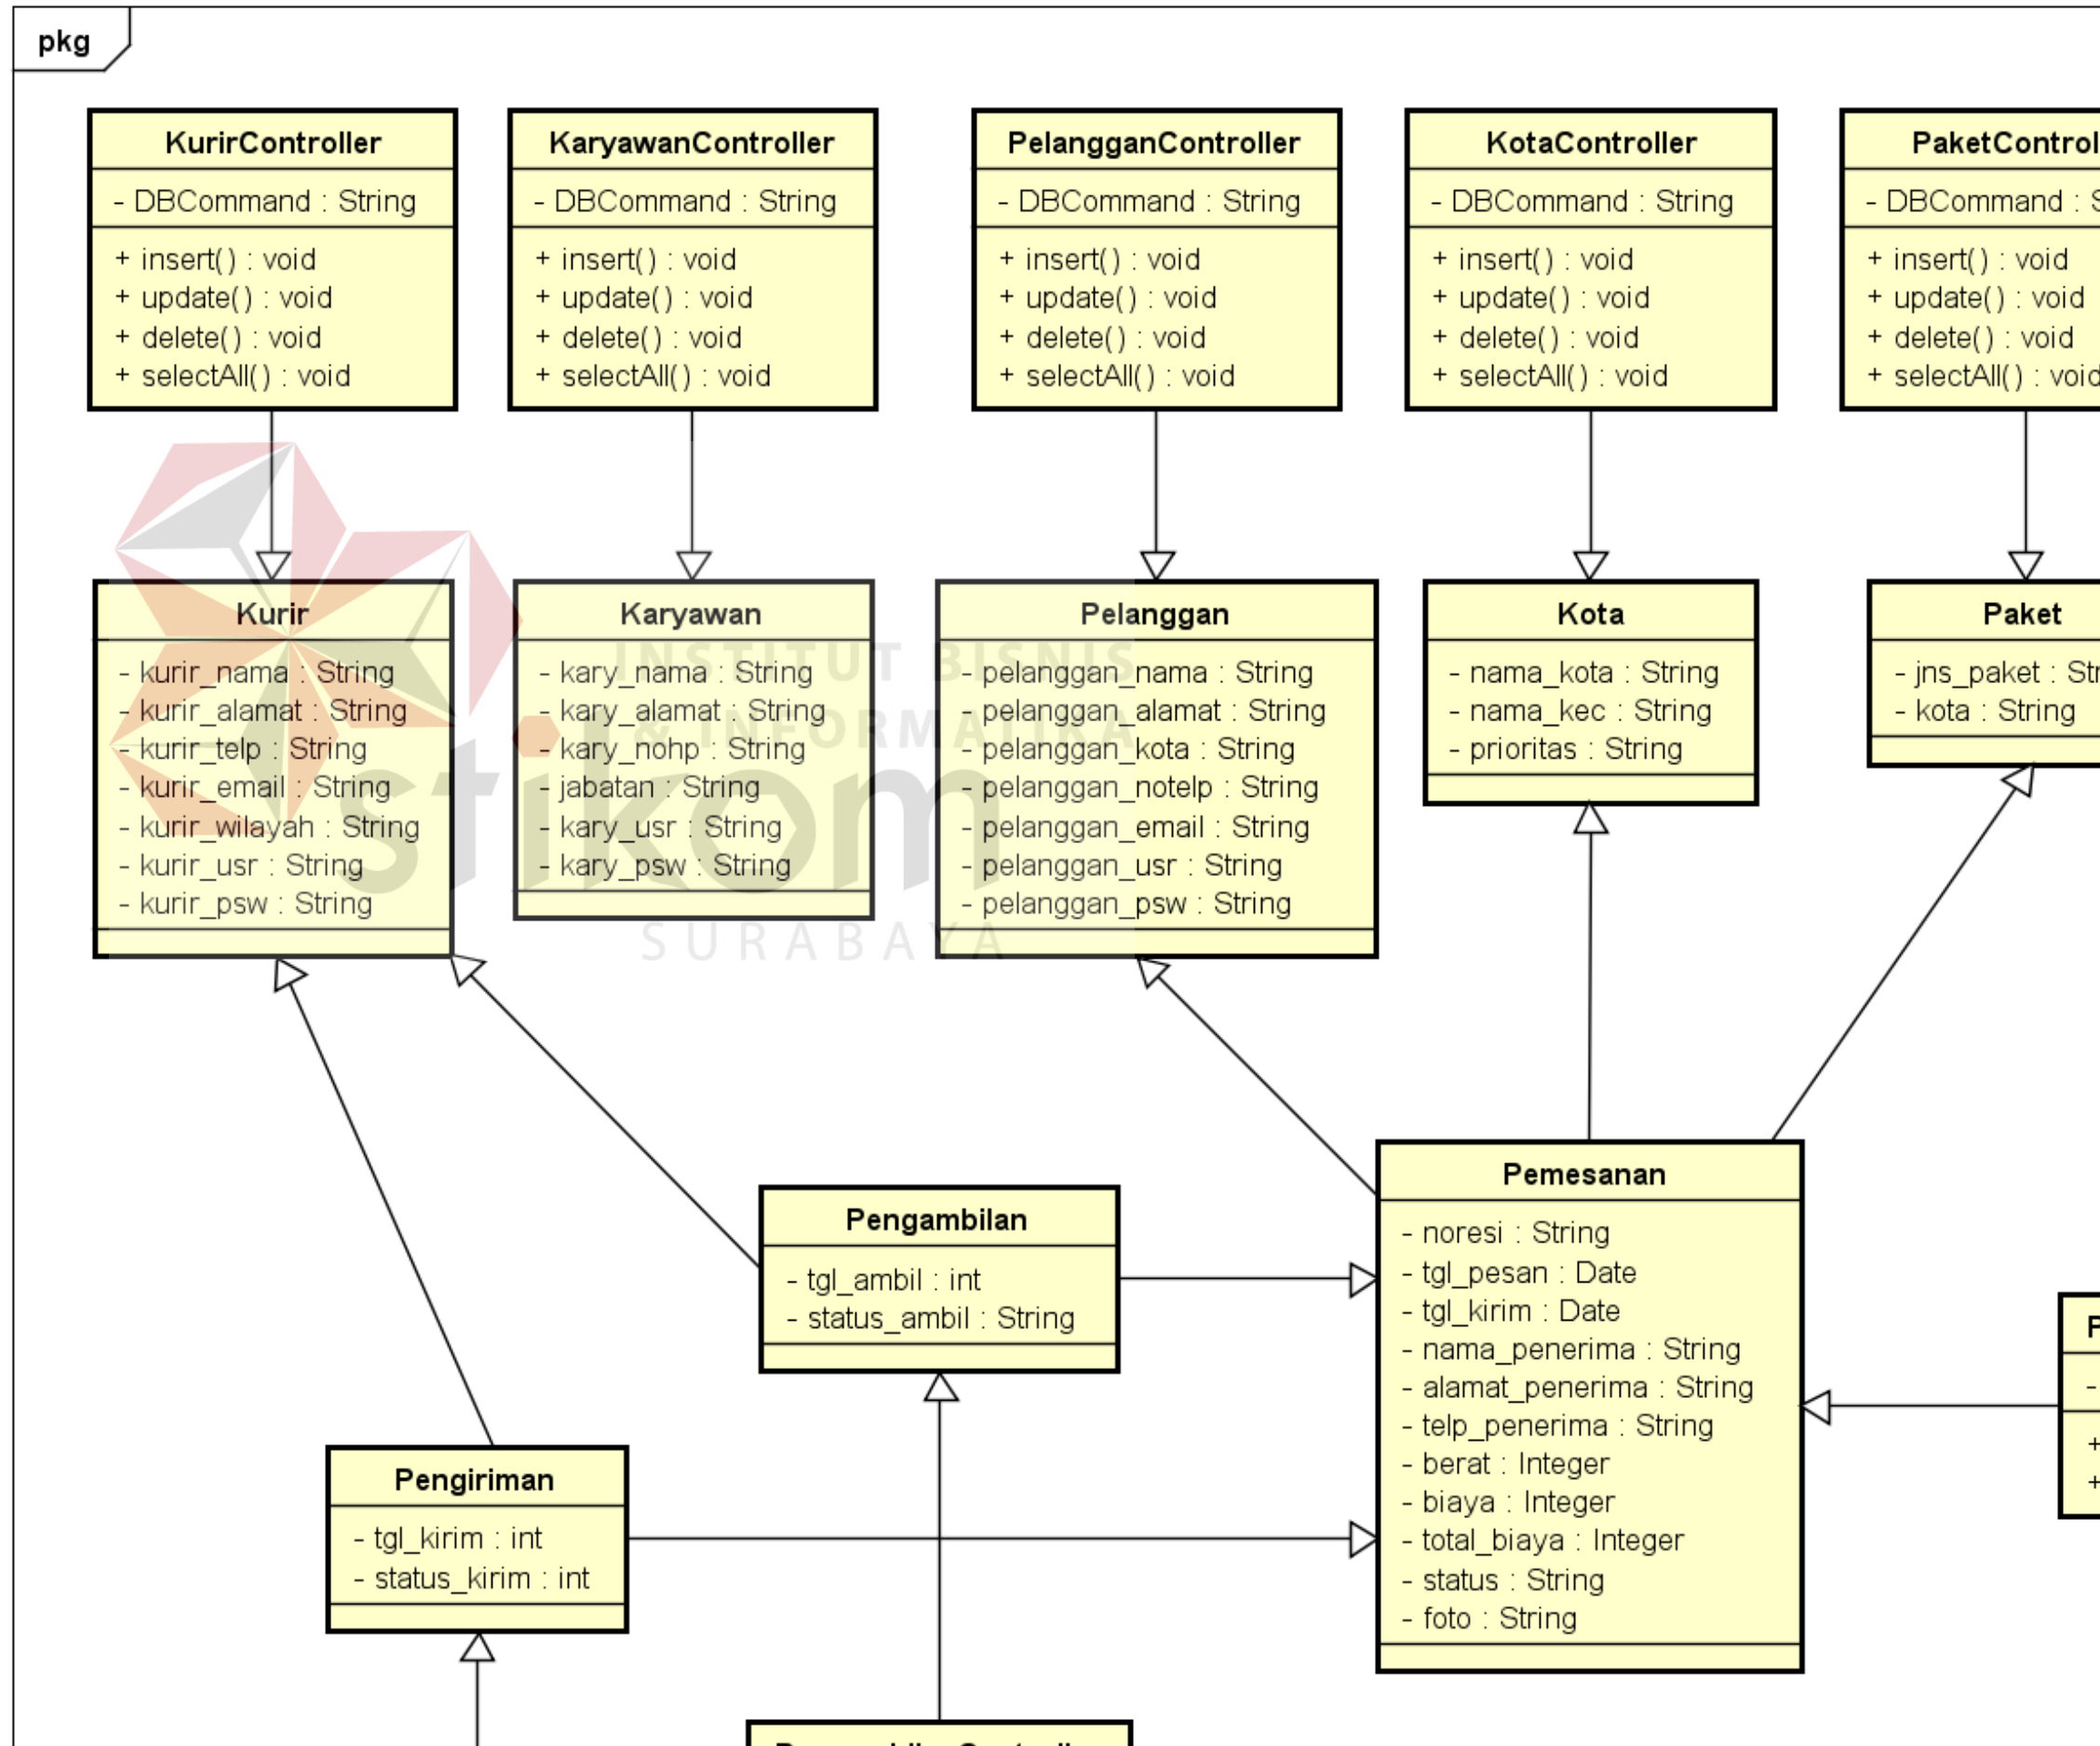 pkg
KurirController
- DBCommand : String
+ insert() : void
+ update() : void
+ delete() : void
+ selectAll() : void
KaryawanController
- DBCommand : String
+ insert() : void
+ update() : void
+ delete() : void
+ selectAll() : void
PelangganController
- DBCommand : String
+ insert() : void
+ update() : void
+ delete() : void
+ selectAll() : void
KotaController
- DBCommand : String
+ insert() : void
+ update() : void
+ delete() : void
+ selectAll() : void
- DBCommand :
+ insert() : void
+ update() : void
+ delete() : void
+ selectAll() : void
Kurir
- kurir_nama : String
- kurir_alamat : String
- kurir_telp : String
- kurir_email : String
- kurir_wilayah : String
- kurir_usr : String
- kurir_psw : String
Karyawan
- kary_nama : String
- kary_alamat : String
- kary_nohp : String
- jabatan : String
- kary_usr : String
- kary_psw : String
Pelanggan
- pelanggan_nama : String
- pelanggan_alamat : String
- pelanggan_kota : String
- pelanggan_notelp : String
- pelanggan_email : String
- pelanggan_usr : String
- pelanggan_psw : String
Kota
- nama_kota : String
- nama_kec : String
- prioritas : String
Paket
- jns_paket :
- kota : String
INSTITUT BISNIS
& INFORMATIKA
stikom
SURABAYA
Pengambilan
- tgl_ambil : int
- status_ambil : String
Pemesanan
- noresi : String
- tgl_pesan : Date
- tgl_kirim : Date
- nama_penerima : String
- alamat_penerima : String
- telp_penerima : String
- berat : Integer
- biaya : Integer
- total_biaya : Integer
- status : String
- foto : String
Pengiriman
- tgl_kirim : int
- status_kirim : int